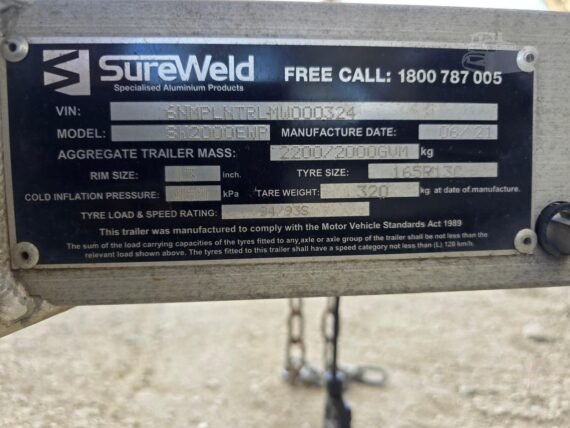 SureWeld
Specialised Aluminium Products
FREE CALL: 1800 787 005
VIN: 6NMPLNTRLMW000324
MODEL: SW2000EWP MANUFACTURE DATE: 06/21
AGGREGATE TRAILER MASS: 2200/2000GVM kg
RIM SIZE: inch. TYRE SIZE: 165R13C
COLD INFLATION PRESSURE: kPa TARE WEIGHT: 320 kg at date of manufacture.
TYRE LOAD & SPEED RATING: 94/93S
This trailer was manufactured to comply with the Motor Vehicle Standards Act 1989
The sum of the load carrying capacities of the tyres fitted to any axle or axle group of the trailer shall be not less than the
relevant load shown above. The tyres fitted to this trailer shall have a speed category not less than (L) 120 km/h.